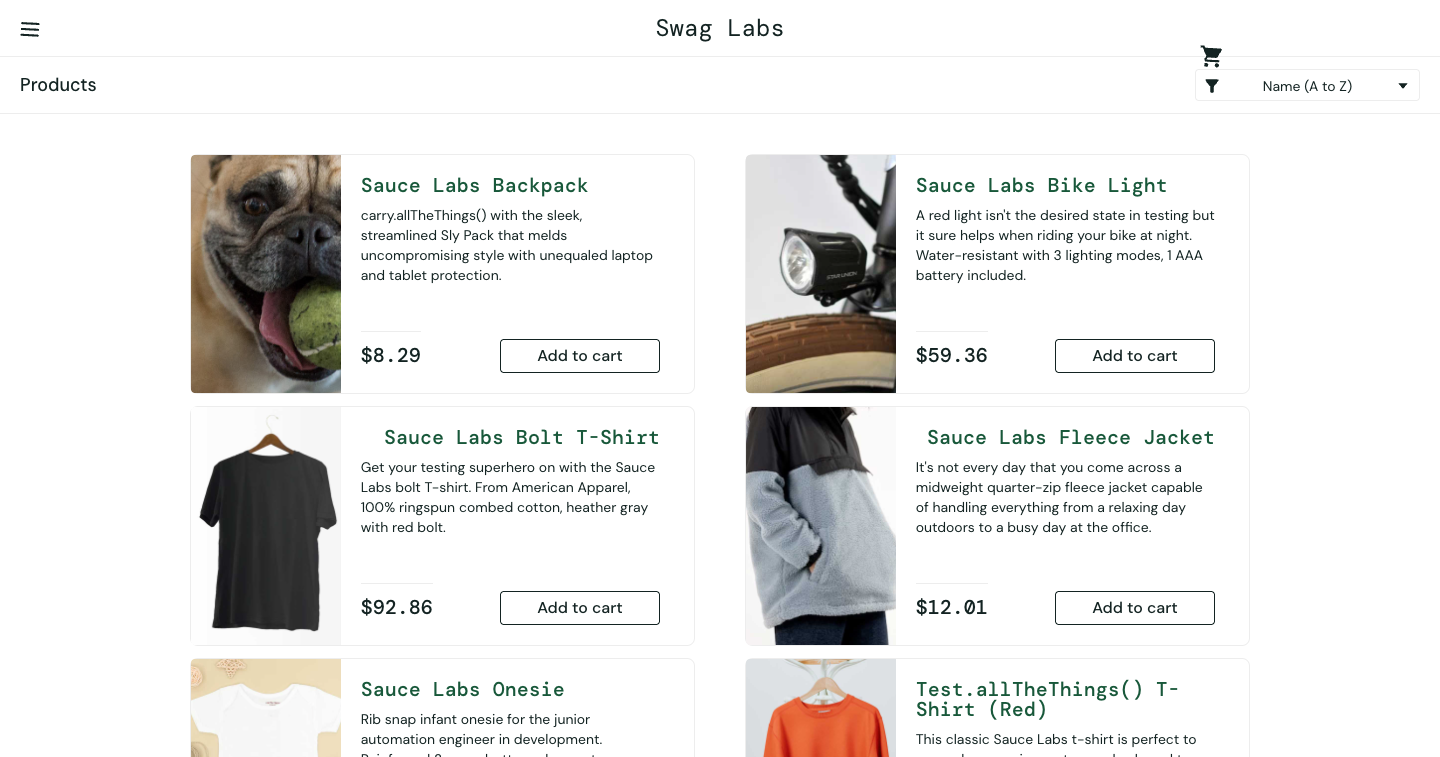 Swag Labs
Products
Name (A to Z)
Sauce Labs Backpack
carry.allTheThings() with the sleek,
streamlined Sly Pack that melds
uncompromising style with unequaled laptop
and tablet protection.
$8.29
Add to cart
Sauce Labs Bike Light
A red light isn't the desired state in testing but
it sure helps when riding your bike at night.
Water-resistant with 3 lighting modes, 1 AAA
battery included.
$59.36
Add to cart
Sauce Labs Bolt T-Shirt
Get your testing superhero on with the Sauce
Labs bolt T-shirt. From American Apparel,
100% ringspun combed cotton, heather gray
with red bolt.
$92.86
Add to cart
Sauce Labs Fleece Jacket
It's not every day that you come across a
midweight quarter-zip fleece jacket capable
of handling everything from a relaxing day
outdoors to a busy day at the office.
$12.01
Add to cart
Sauce Labs Onesie
Rib snap infant onesie for the junior
automation engineer in development.
Test.allTheThings() T-
Shirt (Red)
This classic Sauce Labs t-shirt is perfect to